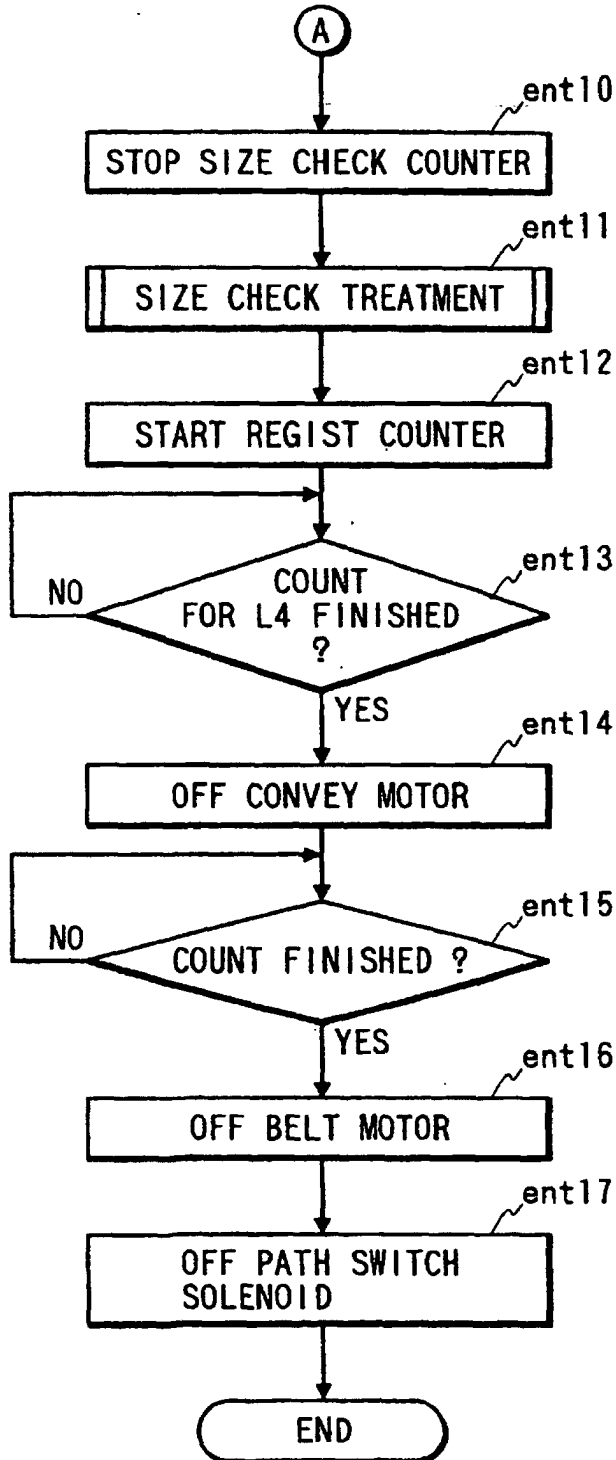 A
ent10
STOP SIZE CHECK COUNTER
ent11
SIZE CHECK TREATMENT
ent12
START REGIST COUNTER
ent13
COUNT
FOR L4 FINISHED
?
NO
YES
ent14
OFF CONVEY MOTOR
ent15
COUNT FINISHED ?
NO
YES
ent16
OFF BELT MOTOR
ent17
OFF PATH SWITCH
SOLENOID
END